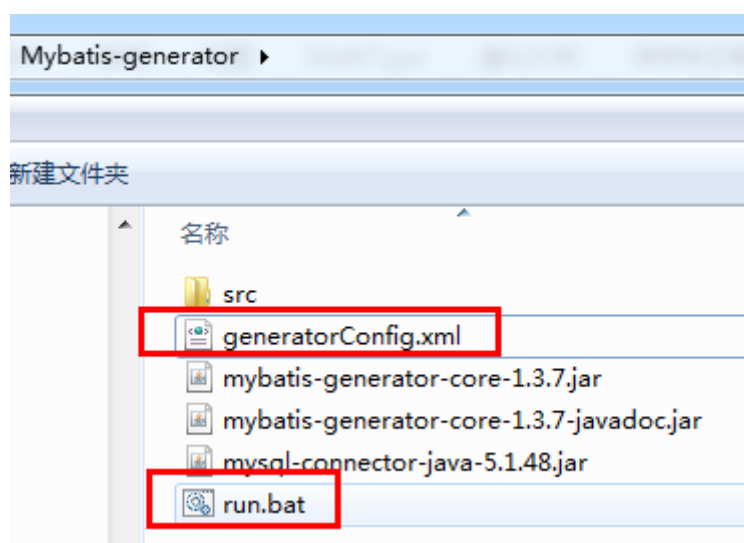 Mybatis-generator
新建文件夹
名称
src
generatorConfig.xml
mybatis-generator-core-1.3.7.jar
mybatis-generator-core-1.3.7-javadoc.jar
mysql-connector-java-5.1.48.jar
run.bat